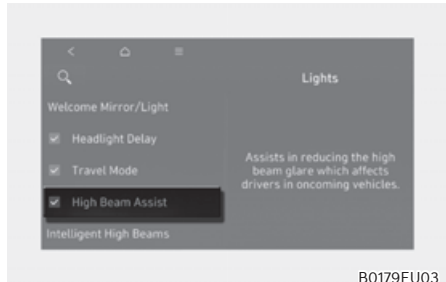 Lights
Welcome Mirror/Light
Headlight Delay
Travel Mode
High Beam Assist
Intelligent High Beams
Assists in reducing the high
beam glare which affects
drivers in oncoming vehicles.
B0179EU03